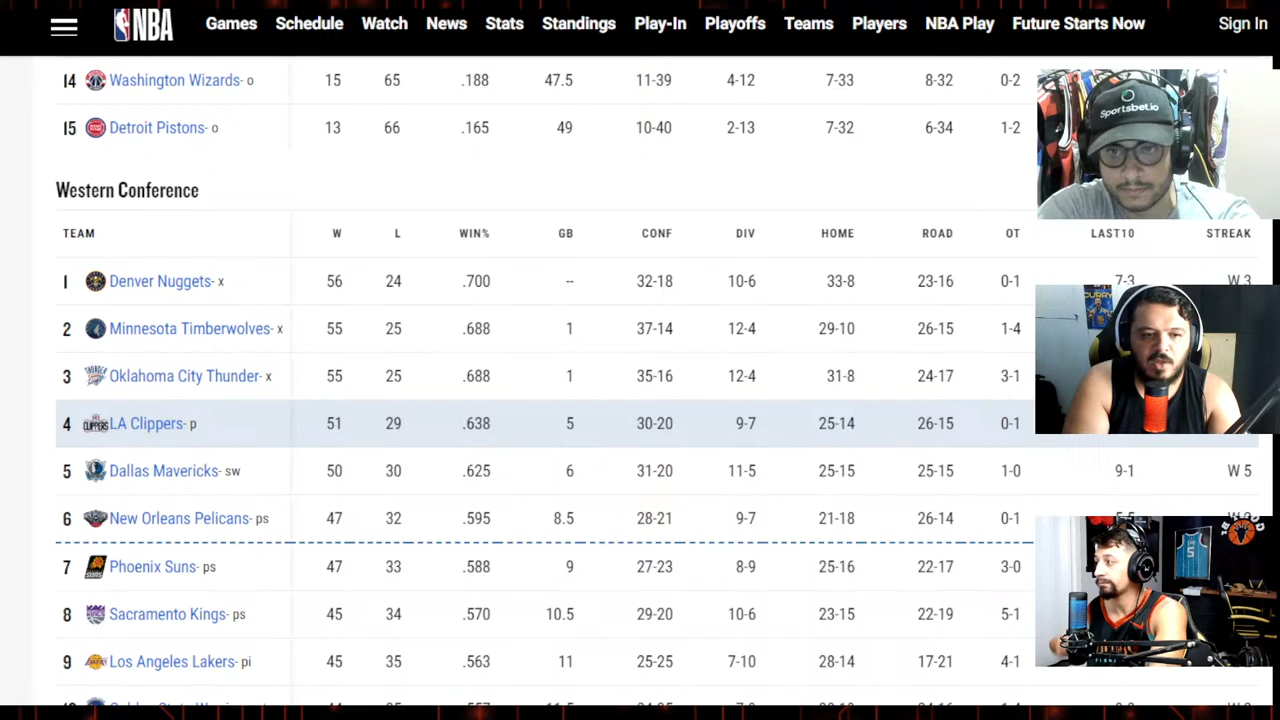 NBA Games Schedule Watch News Stats Standings Play-In Playoffs Teams Players NBA Play Future Starts Now Sign In
14 Washington Wizards- o 15 65 .188 47.5 11-39 4-12 7-33 8-32 0-2
15 Detroit Pistons- o 13 66 .165 49 10-40 2-13 7-32 6-34 1-2
Sportsbet.io
Western Conference
TEAM W L WIN% GB CONF DIV HOME ROAD OT LAST10 STREAK
1 Denver Nuggets- x 56 24 .700 -- 32-18 10-6 33-8 23-16 0-1 7-3 W 3
2 Minnesota Timberwolves- x 55 25 .688 1 37-14 12-4 29-10 26-15 1-4
CURRY
3 Oklahoma City Thunder- x 55 25 .688 1 35-16 12-4 31-8 24-17 3-1
4 CLIPPERS LA Clippers- p 51 29 .638 5 30-20 9-7 25-14 26-15 0-1
5 Dallas Mavericks- sw 50 30 .625 6 31-20 11-5 25-15 25-15 1-0 9-1 W 5
6 New Orleans Pelicans- ps 47 32 .595 8.5 28-21 9-7 21-18 26-14 0-1
7 Phoenix Suns- ps 47 33 .588 9 27-23 8-9 25-16 22-17 3-0
8 Sacramento Kings- ps 45 34 .570 10.5 29-20 10-6 23-15 22-19 5-1
9 Los Angeles Lakers- pi 45 35 .563 11 25-25 7-10 28-14 17-21 4-1